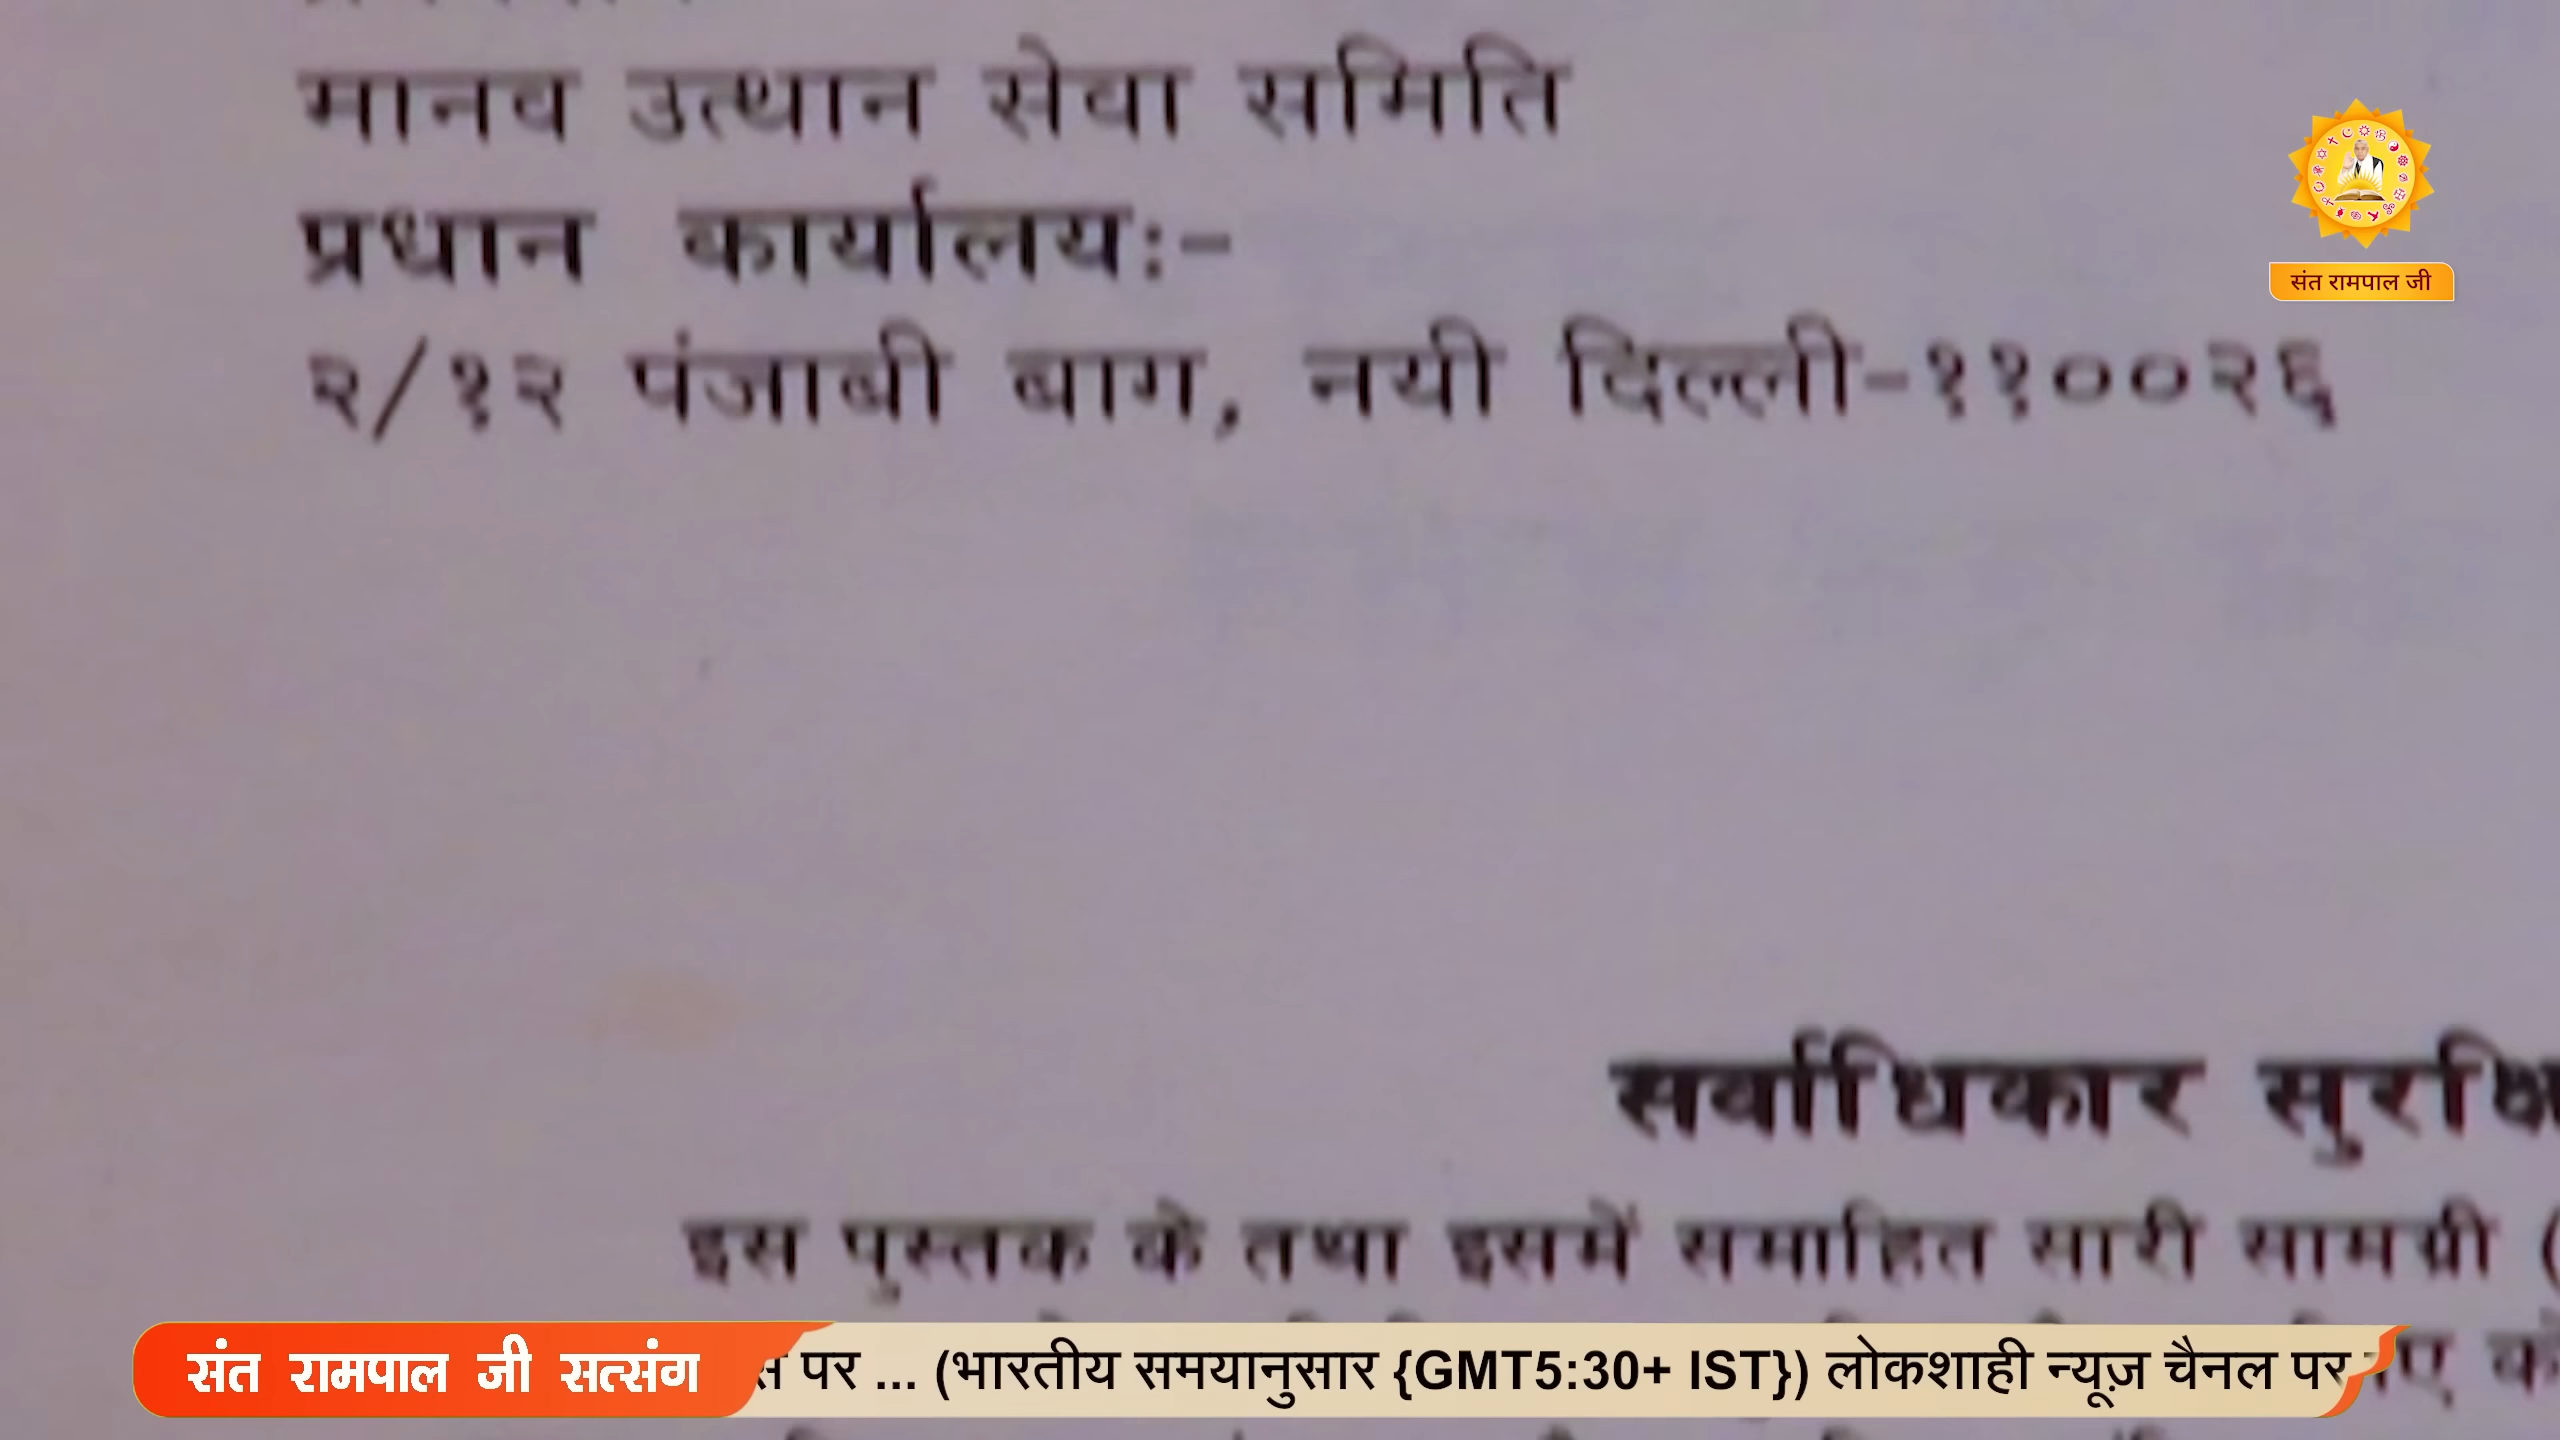 मानव उत्थान सेवा समिति
प्रधान कार्यालय:-
२/१२ पंजाबी बाग, नयी दिल्ली-११००२६
संत रामपाल जी
सर्वाधिकार
इस पुस्तक के तथा इसमें समाहित सारी सामग्री (
संत रामपाल जी सत्संग
पर ... (भारतीय समयानुसार {GMT5:30+ IST}) लोकशाही न्यूज़ चैनल पर